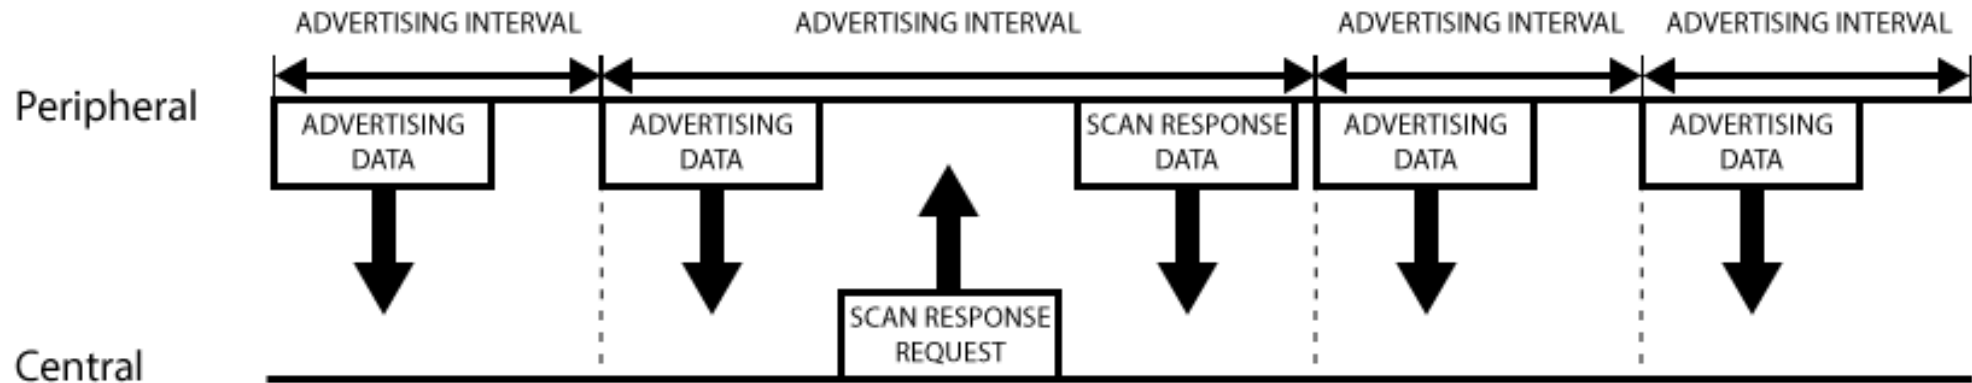 ADVERTISING INTERVAL
ADVERTISING INTERVAL
ADVERTISING INTERVAL
ADVERTISING INTERVAL
Peripheral
ADVERTISING
DATA
ADVERTISING
DATA
SCAN RESPONSE
DATA
ADVERTISING
DATA
ADVERTISING
DATA
SCAN RESPONSE
REQUEST
Central